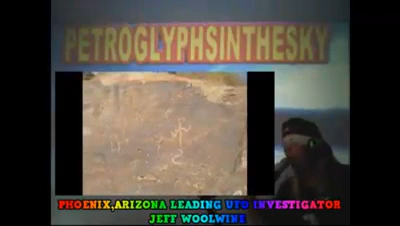 PETROGLYPHSINTHESKY
PHOENIX,ARIZONA LEADING UFO INVESTIGATOR
JEFF WOOLWINE